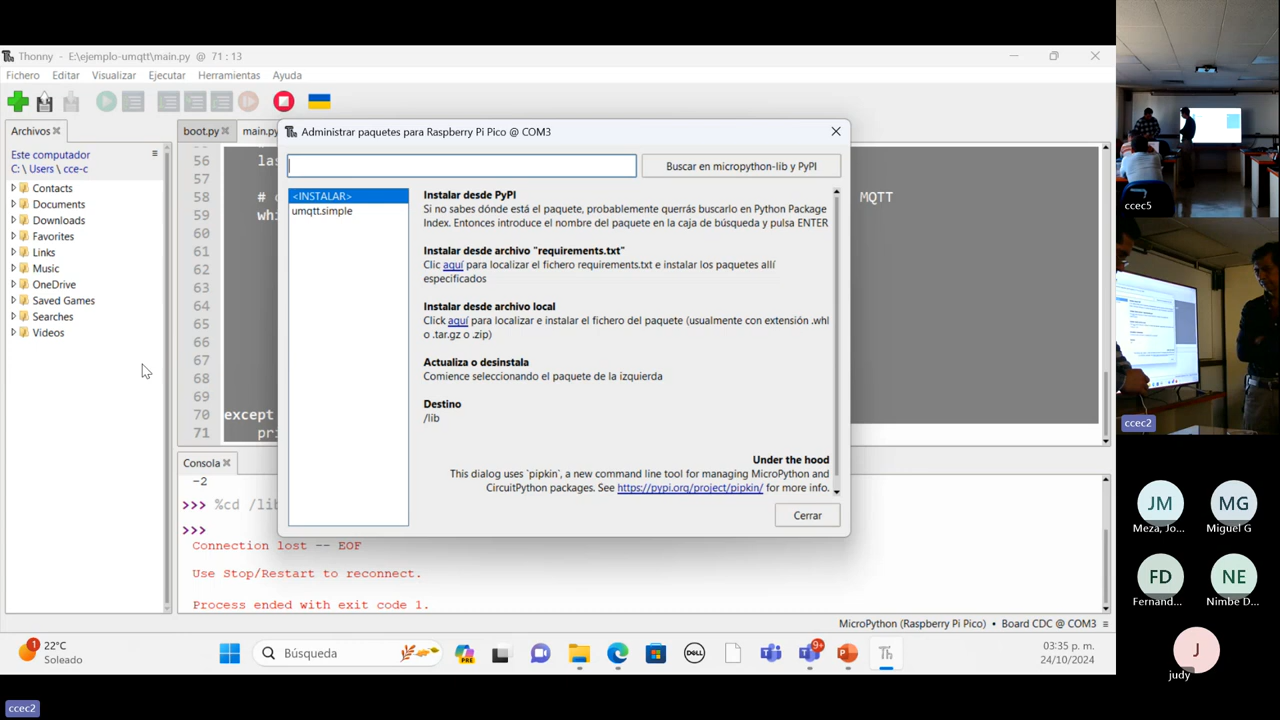 Thonny - E:\ejemplo-umqtt\main.py @ 71 : 13
Fichero Editar Visualizar Ejecutar Herramientas Ayuda
Archivos
Este computador
C: \ Users \ cce-c
Contacts
Documents
Downloads
Favorites
Links
Music
OneDrive
Saved Games
Searches
Videos
boot.py main.py
56 las
57
58 # MQTT
59 whi
60
61
62
63
64
65
66
67
68
69
70 except
71 pri
Administrar paquetes para Raspberry Pi Pico @ COM3
Buscar en micropython-lib y PyPI
<INSTALAR>
umqtt.simple
Instalar desde PyPI
Si no sabes dónde está el paquete, probablemente querrás buscarlo en Python Package
Index. Entonces introduce el nombre del paquete en la caja de búsqueda y pulsa ENTER
Instalar desde archivo "requirements.txt"
Clic aquí para localizar el fichero requirements.txt e instalar los paquetes allí
especificados
Instalar desde archivo local
Click aquí para localizar e instalar el fichero del paquete (usualmente con extensión .whl
o .tar.gz o .zip)
Actualiza o desinstala
Comience seleccionando el paquete de la izquierda
Destino
/lib
Under the hood
This dialog uses `pipkin`, a new command line tool for managing MicroPython and
CircuitPython packages. See https://pypi.org/project/pipkin/ for more info.
Cerrar
Consola
-2
>>> %cd /lib
>>>
Connection lost -- EOF
Use Stop/Restart to reconnect.
Process ended with exit code 1.
MicroPython (Raspberry Pi Pico) • Board CDC @ COM3
1
22°C
Soleado
Búsqueda
PRE
DELL
9+
Th
03:35 p. m.
24/10/2024
ccec5
ccec2
JM
Meza, Jo...
MG
Miguel G
FD
Fernand...
NE
Nimbe D...
J
judy
ccec2